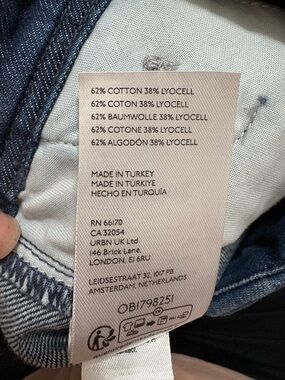 62% COTTON 38% LYOCELL
62% COTON 38% LYOCELL
62% BAUMWOLLE 38% LYOCELL
62% COTONE 38% LYOCELL
62% ALGODÓN 38% LYOCELL
MADE IN TURKEY
MADE IN TÜRKIYE
HECHO EN TURQUÍA
RN 66170
CA 32054
URBN UK Ltd
146 Brick Lane,
LONDON, E1 6RU
LEIDSESTRAAT 32, 1017 PB
AMSTERDAM, NETHERLANDS
OB1798251